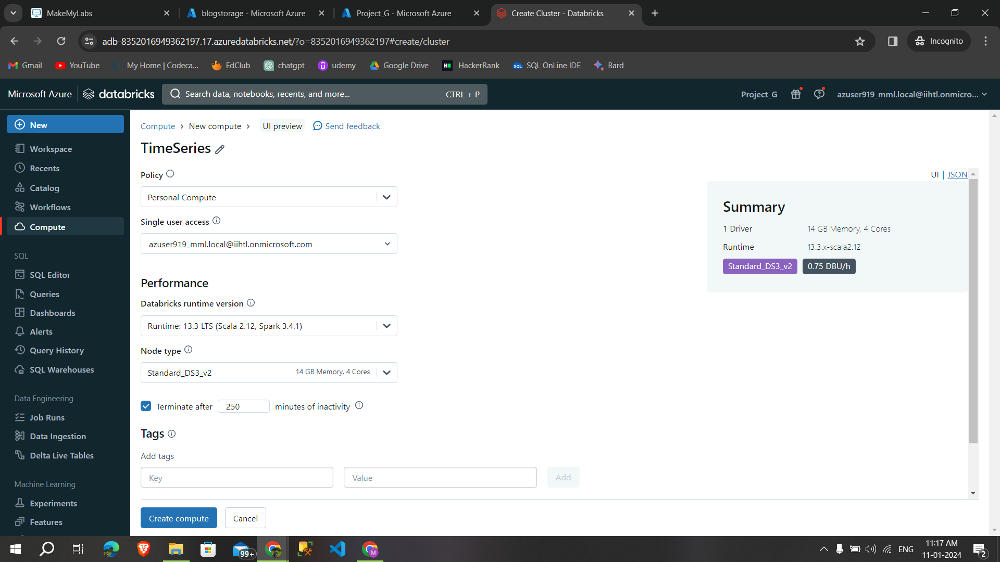 MakeMyLabs
blogstorage - Microsoft Azure
Project_G - Microsoft Azure
Create Cluster - Databricks
adb-8352016949362197.17.azuredatabricks.net/?o=8352016949362197#create/cluster
Incognito
Gmail
YouTube
My Home | Codeca...
EdClub
chatgpt
udemy
Google Drive
HackerRank
SQL OnLine IDE
Bard
Microsoft Azure
databricks
Search data, notebooks, recents, and more...
CTRL + P
Project_G
azuser919_mml.local@iihtl.onmicro...
New
Workspace
Recents
Catalog
Workflows
Compute
SQL
SQL Editor
Queries
Dashboards
Alerts
Query History
SQL Warehouses
Data Engineering
Job Runs
Data Ingestion
Delta Live Tables
Machine Learning
Experiments
Features
Compute > New compute > UI preview Send feedback
TimeSeries
Policy
Personal Compute
Single user access
azuser919_mml.local@iihtl.onmicrosoft.com
Performance
Databricks runtime version
Runtime: 13.3 LTS (Scala 2.12, Spark 3.4.1)
Node type
Standard_DS3_v2 14 GB Memory, 4 Cores
Terminate after 250 minutes of inactivity
Tags
Add tags
Key
Value
Add
Create compute
Cancel
UI | JSON
Summary
1 Driver 14 GB Memory, 4 Cores
Runtime 13.3.x-scala2.12
Standard_DS3_v2 0.75 DBU/h
99+
M
ENG
11:17 AM
11-01-2024
2